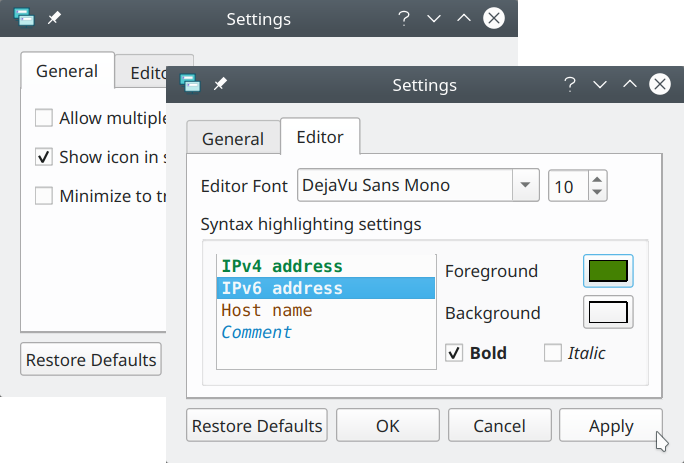 Settings
General
Allow multiple
Show icon in
Minimize to
Restore Defaults
Settings
General Editor
Editor Font DejaVu Sans Mono 10
Syntax highlighting settings
IPv4 address
IPv6 address
Host name
Comment
Foreground
Background
Bold Italic
Restore Defaults OK Cancel Apply